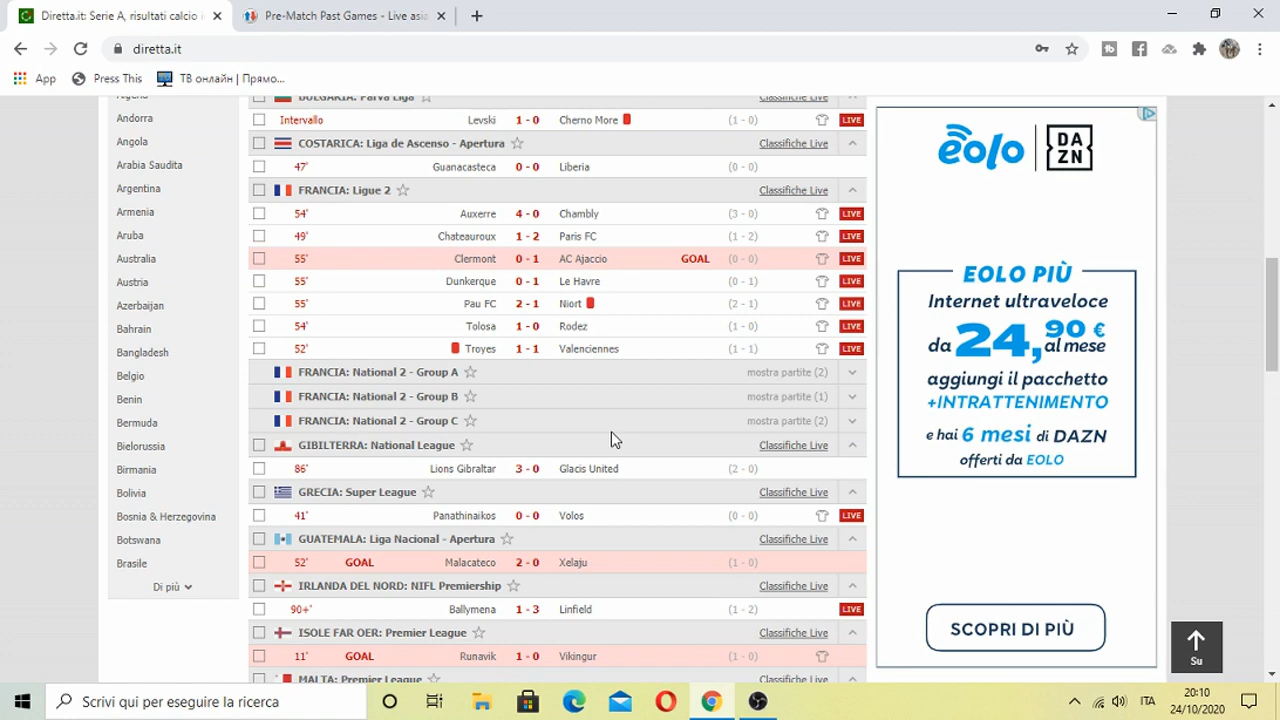 Diretta.it: Serie A, risultati calcio i
Pre-Match Past Games - Live asia
diretta.it
App
Press This
ТВ онлайн | Прямо...
Algeria
Andorra
Angola
Arabia Saudita
Argentina
Armenia
Aruba
Australia
Austria
Azerbaijan
Bahrain
Bangladesh
Belgio
Benin
Bermuda
Bielorussia
Birmania
Bolivia
Bosnia & Herzegovina
Botswana
Brasile
Di più
BULGARIA: Parva Liga Classifiche Live
Intervallo Levski 1 - 0 Cherno More (1 - 0) LIVE
COSTARICA: Liga de Ascenso - Apertura Classifiche Live
47' Guanacasteca 0 - 0 Liberia (0 - 0)
FRANCIA: Ligue 2 Classifiche Live
54' Auxerre 4 - 0 Chambly (3 - 0) LIVE
49' Chateauroux 1 - 2 Paris FC (1 - 2) LIVE
55' Clermont 0 - 1 AC Ajaccio GOAL (0 - 0) LIVE
55' Dunkerque 0 - 1 Le Havre (0 - 1) LIVE
55' Pau FC 2 - 1 Niort (2 - 1) LIVE
54' Tolosa 1 - 0 Rodez (1 - 0) LIVE
52' Troyes 1 - 1 Valenciennes (1 - 1) LIVE
FRANCIA: National 2 - Group A mostra partite (2)
FRANCIA: National 2 - Group B mostra partite (1)
FRANCIA: National 2 - Group C mostra partite (2)
GIBILTERRA: National League Classifiche Live
86' Lions Gibraltar 3 - 0 Glacis United (2 - 0)
GRECIA: Super League Classifiche Live
41' Panathinaikos 0 - 0 Volos (0 - 0) LIVE
GUATEMALA: Liga Nacional - Apertura Classifiche Live
52' GOAL Malacateco 2 - 0 Xelaju (1 - 0)
IRLANDA DEL NORD: NIFL Premiership Classifiche Live
90+' Ballymena 1 - 3 Linfield (1 - 2) LIVE
ISOLE FAR OER: Premier League Classifiche Live
11' GOAL Runavik 1 - 0 Vikingur (1 - 0)
MALTA: Premier League Classifiche Live
eolo
DAZN
EOLO PIÙ
Internet ultraveloce
da 24,90 € al mese
aggiungi il pacchetto
+INTRATTENIMENTO
e hai 6 mesi di DAZN
offerti da EOLO
SCOPRI DI PIÙ
Su
Scrivi qui per eseguire la ricerca
ITA
20:10
24/10/2020